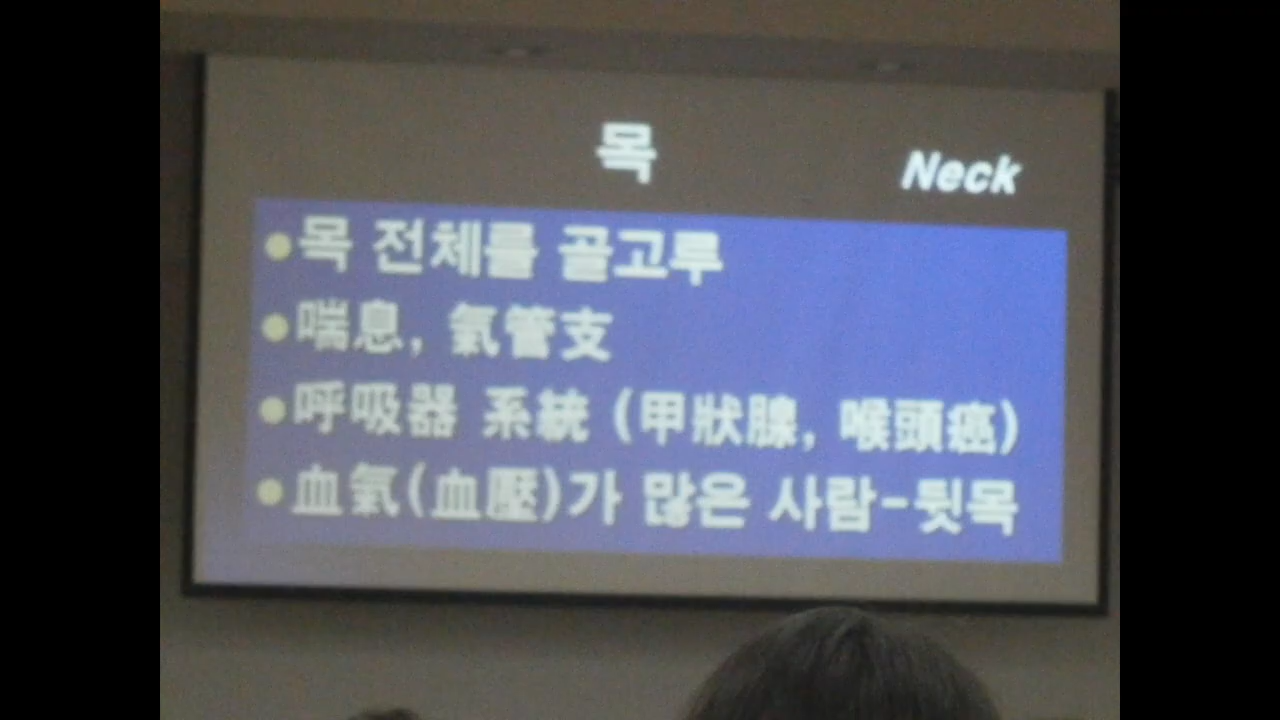 목
Neck
목 전체를 골고루
喘息, 氣管支
呼吸器 系統 (甲狀腺, 喉頭癌)
血氣(血壓)가 많은 사람-뒷목